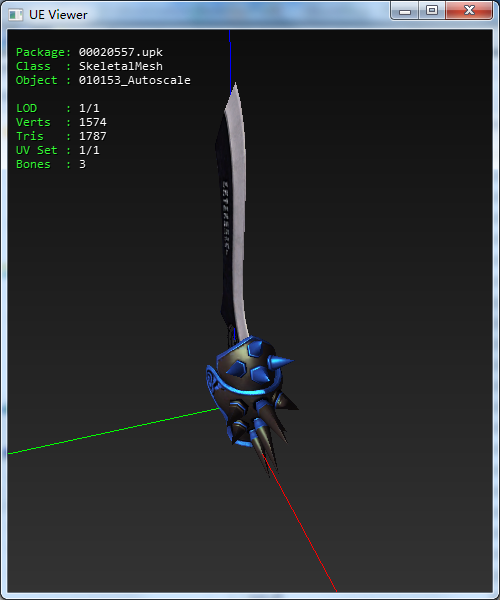 UE Viewer
Package: 00020557.upk
Class : SkeletalMesh
Object : 010153_Autoscale
LOD : 1/1
Verts : 1574
Tris : 1787
UV Set : 1/1
Bones : 3